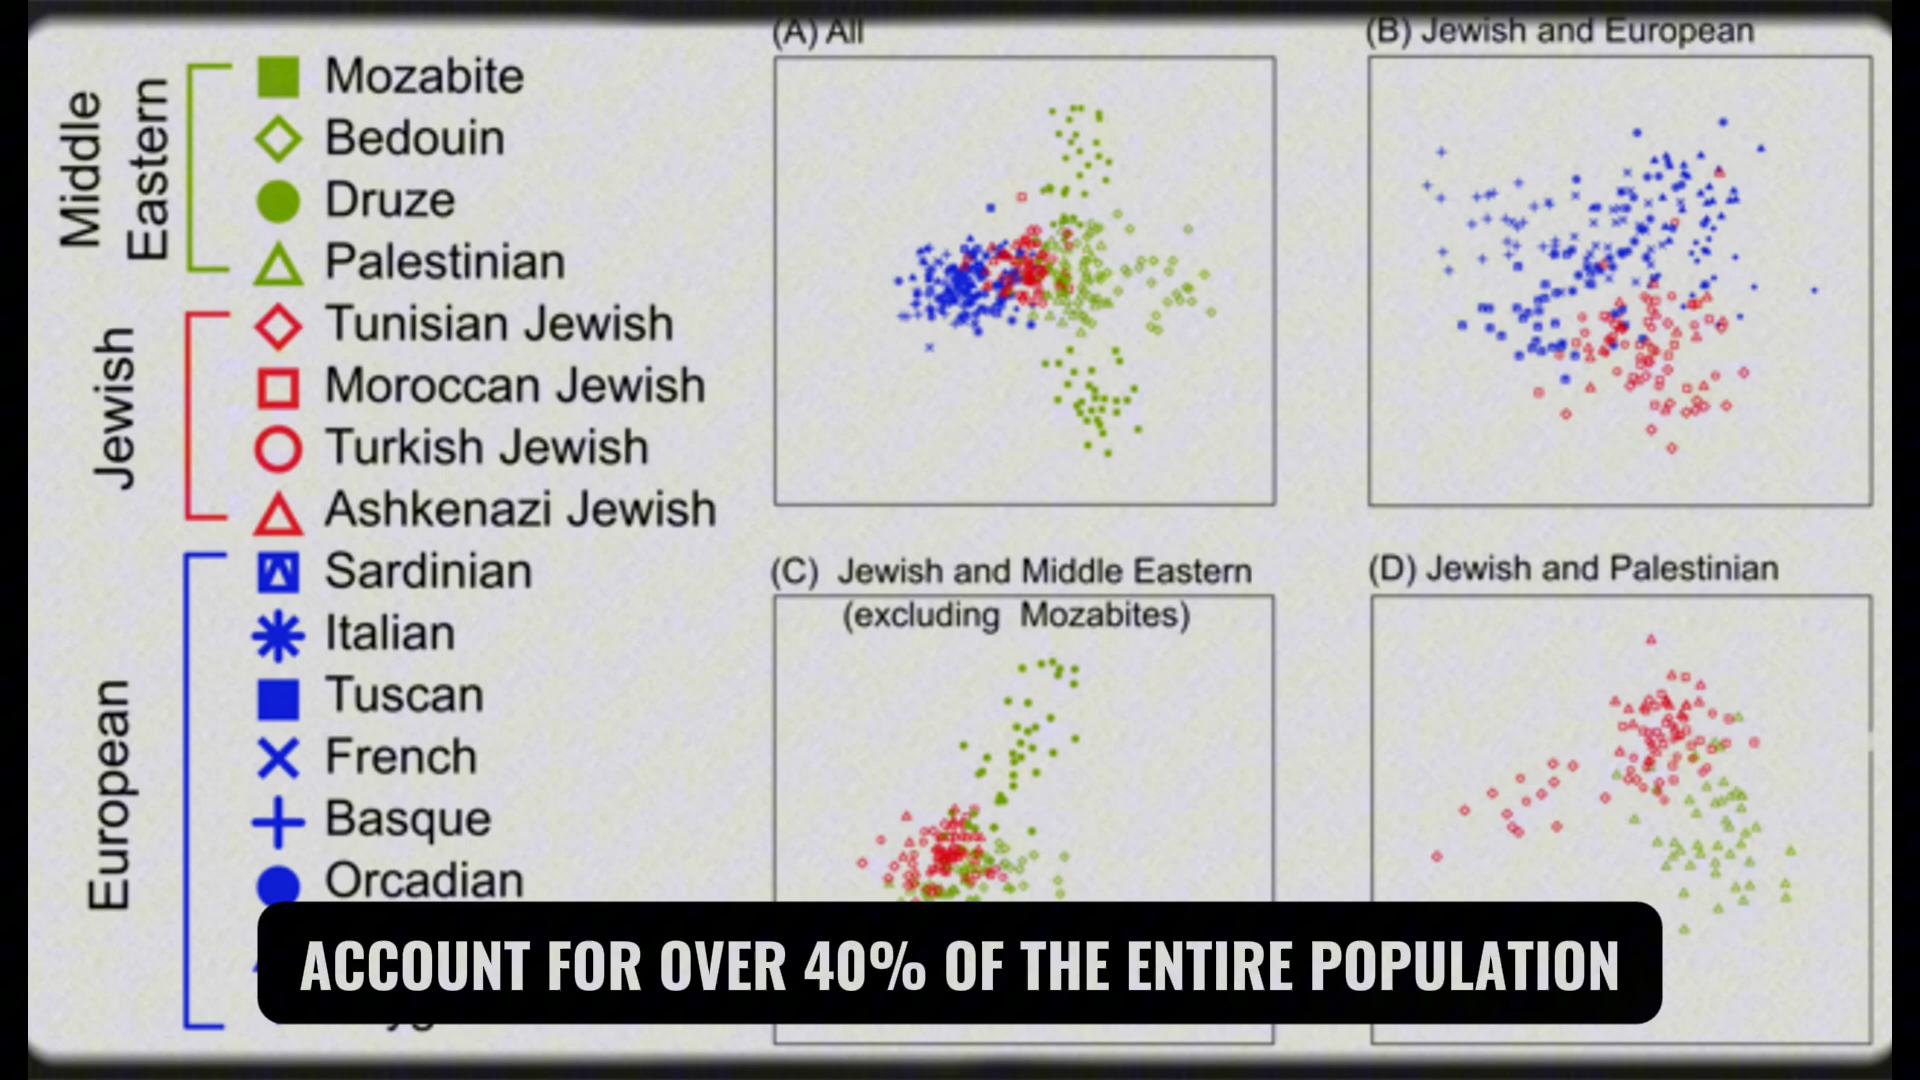 Middle
Eastern
Mozabite
Bedouin
Druze
Palestinian
Jewish
Tunisian Jewish
Moroccan Jewish
Turkish Jewish
Ashkenazi Jewish
European
Sardinian
Italian
Tuscan
French
Basque
Orcadian
(A) All
(B) Jewish and European
(C) Jewish and Middle Eastern
(excluding Mozabites)
(D) Jewish and Palestinian
ACCOUNT FOR OVER 40% OF THE ENTIRE POPULATION